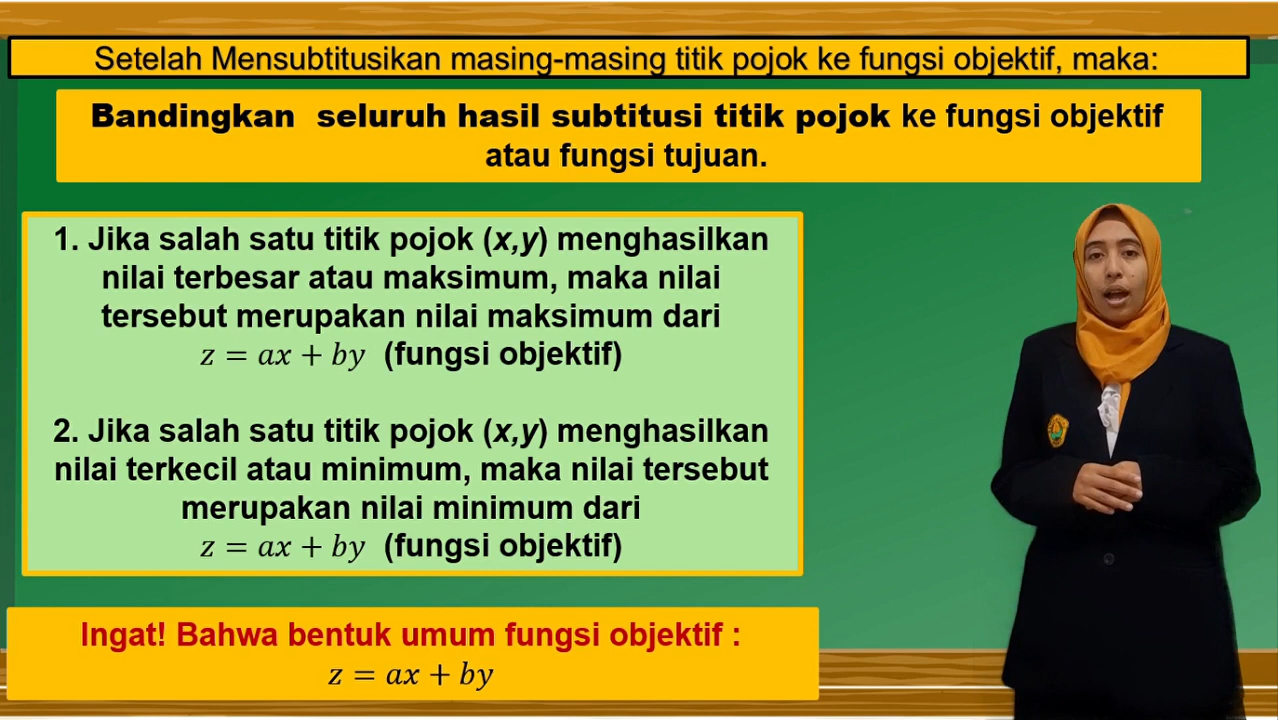 Setelah Mensubtitusikan masing-masing titik pojok ke fungsi objektif, maka:
Bandingkan seluruh hasil subtitusi titik pojok ke fungsi objektif
atau fungsi tujuan.
1. Jika salah satu titik pojok (x,y) menghasilkan
nilai terbesar atau maksimum, maka nilai
tersebut merupakan nilai maksimum dari
z = ax + by (fungsi objektif)
2. Jika salah satu titik pojok (x,y) menghasilkan
nilai terkecil atau minimum, maka nilai tersebut
merupakan nilai minimum dari
z = ax + by (fungsi objektif)
Ingat! Bahwa bentuk umum fungsi objektif :
z = ax + by